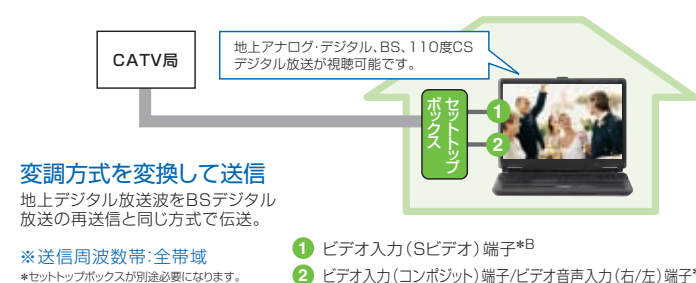 CATV局
地上アナログ・デジタル、BS、110度CS
デジタル放送が視聴可能です。
セットトップ
ボックス
1
2
変調方式を変換して送信
地上デジタル放送波をBSデジタル
放送の再送信と同じ方式で伝送。
※送信周波数帯:全帯域
*セットトップボックスが別途必要になります。
1 ビデオ入力(Sビデオ)端子*B
2 ビデオ入力(コンポジット)端子/ビデオ音声入力(右/左)端子*